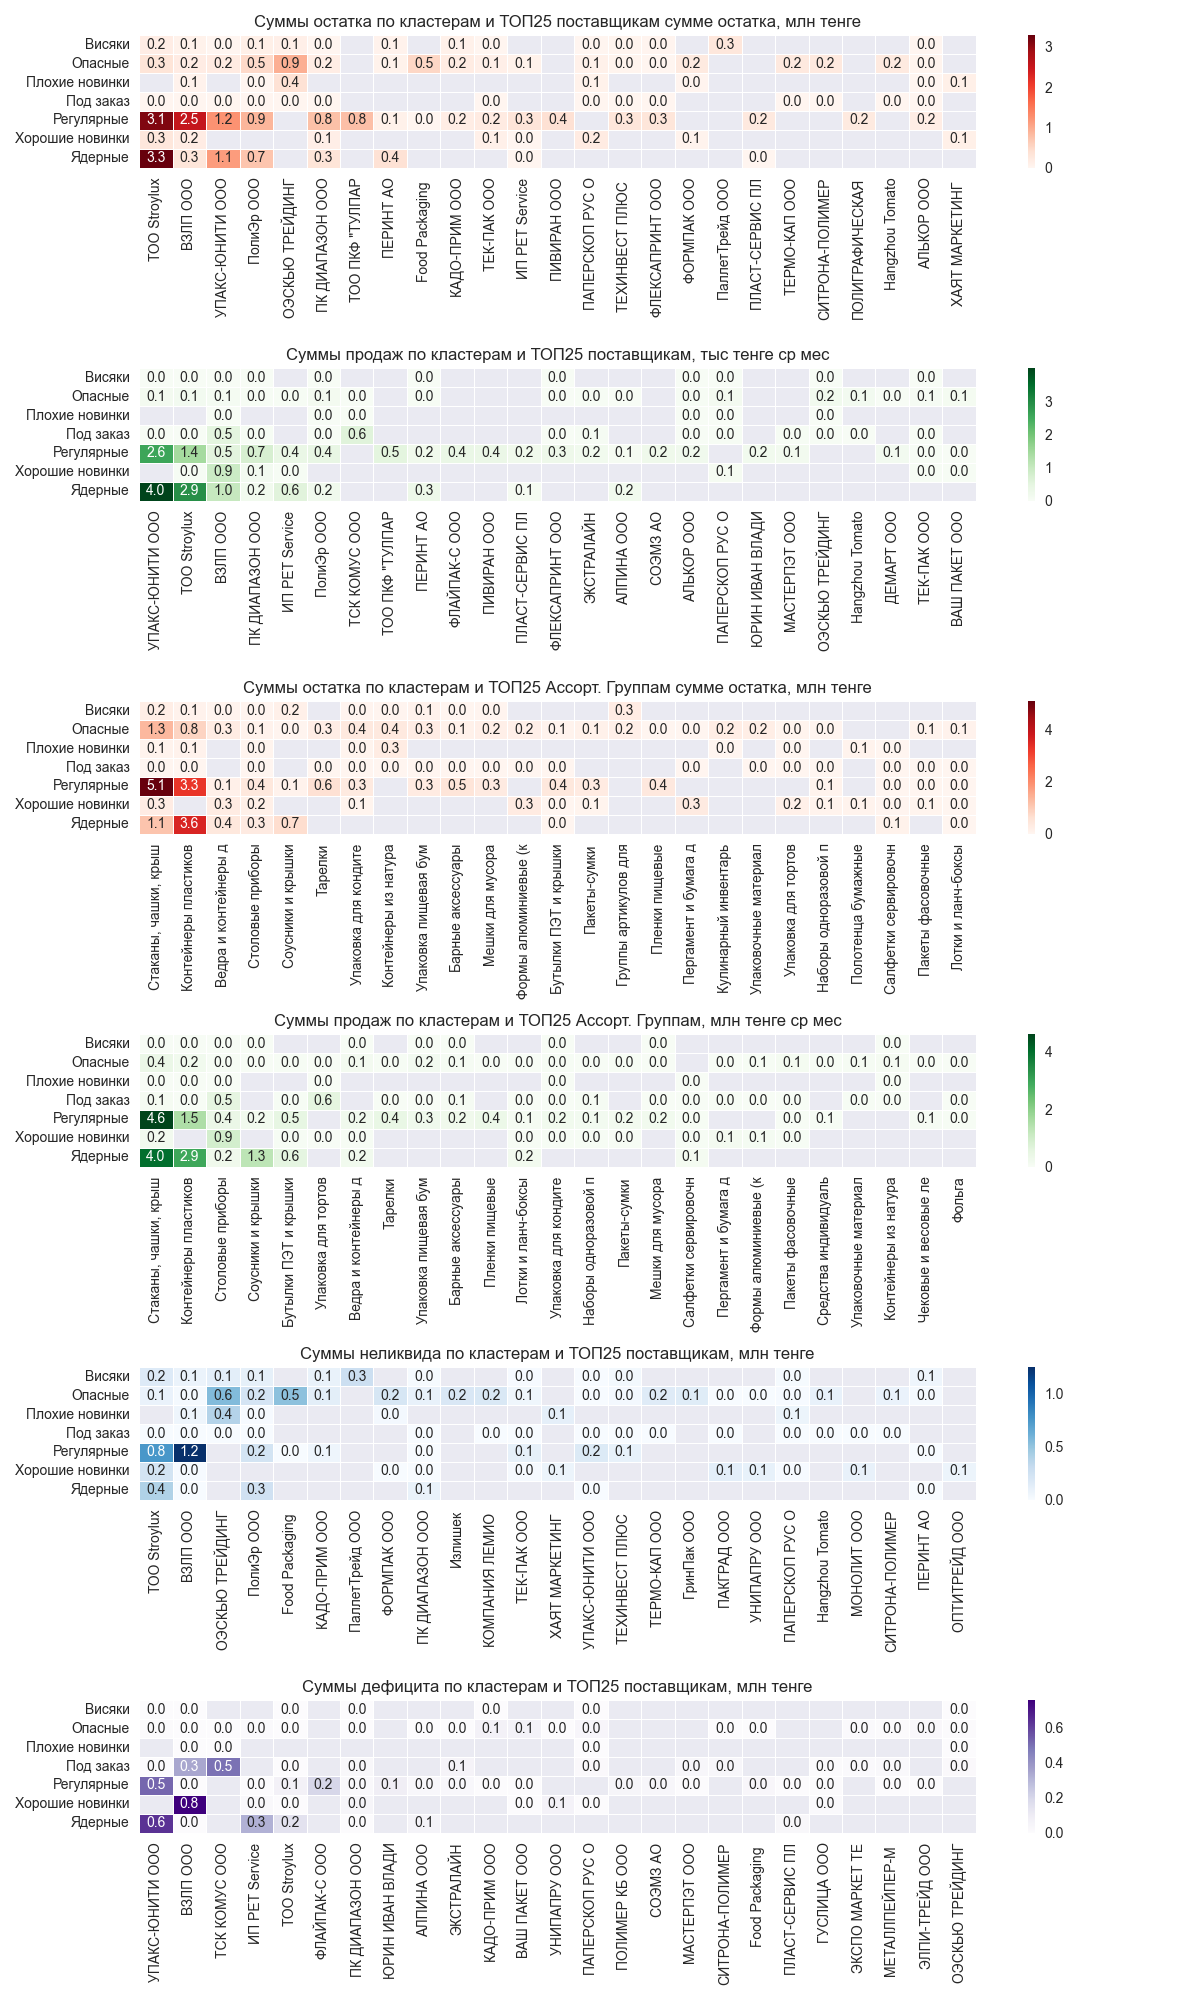 Суммы остатка по кластерам и ТОП25 поставщикам сумме остатка, млн тенге
Висяки 0.2 0.1 0.0 0.1 0.1 0.0 0.1 0.1 0.0 0.0 0.0 0.0 0.3 0.0
Опасные 0.3 0.2 0.2 0.5 0.9 0.2 0.1 0.5 0.2 0.1 0.1 0.1 0.0 0.0 0.2 0.2 0.2 0.2 0.0
Плохие новинки 0.1 0.0 0.4 0.1 0.0 0.0 0.1
Под заказ 0.0 0.0 0.0 0.0 0.0 0.0 0.0 0.0 0.0 0.0 0.0 0.0 0.0 0.0
Регулярные 3.1 2.5 1.2 0.9 0.8 0.8 0.1 0.0 0.2 0.2 0.3 0.4 0.3 0.3 0.2 0.2 0.2
Хорошие новинки 0.3 0.2 0.1 0.1 0.0 0.2 0.1 0.1
Ядерные 3.3 0.3 1.1 0.7 0.3 0.4 0.0 0.0
3
2
1
0
ТОО Stroylux
ВЗЛП ООО
УПАКС-ЮНИТИ ООО
ПолиЭр ООО
ОЭСКЬЮ ТРЕЙДИНГ
ПК ДИАПАЗОН ООО
ТОО ПКФ "ТУЛПАР
ПЕРИНТ АО
Food Packaging
КАДО-ПРИМ ООО
ТЕК-ПАК ООО
ИП PET Service
ПИВИРАН ООО
ПАПЕРСКОП РУС О
ТЕХИНВЕСТ ПЛЮС
ФЛЕКСАПРИНТ ООО
ФОРМПАК ООО
ПаллетТрейд ООО
ПЛАСТ-СЕРВИС ПЛ
ТЕРМО-КАП ООО
СИТРОНА-ПОЛИМЕР
ПОЛИГРАФИЧЕСКАЯ
Hangzhou Tomato
АЛЬКОР ООО
ХАЯТ МАРКЕТИНГ
Суммы продаж по кластерам и ТОП25 поставщикам, тыс тенге ср мес
Висяки 0.0 0.0 0.0 0.0 0.0 0.0 0.0 0.0 0.0 0.0 0.0
Опасные 0.1 0.1 0.1 0.0 0.0 0.1 0.0 0.0 0.0 0.0 0.0 0.0 0.1 0.2 0.1 0.0 0.1 0.1
Плохие новинки 0.0 0.0 0.0 0.0 0.0 0.0
Под заказ 0.0 0.0 0.5 0.0 0.0 0.6 0.0 0.1 0.0 0.0 0.0 0.0 0.0 0.0
Регулярные 2.6 1.4 0.5 0.7 0.4 0.4 0.5 0.2 0.4 0.4 0.2 0.3 0.2 0.1 0.2 0.2 0.2 0.1 0.1 0.0 0.0
Хорошие новинки 0.0 0.9 0.1 0.0 0.1 0.0 0.0
Ядерные 4.0 2.9 1.0 0.2 0.6 0.2 0.3 0.1 0.2
3
2
1
0
УПАКС-ЮНИТИ ООО
ТОО Stroylux
ВЗЛП ООО
ПК ДИАПАЗОН ООО
ИП PET Service
ПолиЭр ООО
ТСК КОМУС ООО
ТОО ПКФ "ТУЛПАР
ПЕРИНТ АО
ФЛАЙПАК-С ООО
ПИВИРАН ООО
ПЛАСТ-СЕРВИС ПЛ
ФЛЕКСАПРИНТ ООО
ЭКСТРАЛАЙН
АЛПИНА ООО
СОЭМЗ АО
АЛЬКОР ООО
ПАПЕРСКОП РУС О
ЮРИН ИВАН ВЛАДИ
МАСТЕРПЭТ ООО
ОЭСКЬЮ ТРЕЙДИНГ
Hangzhou Tomato
ДЕМАРТ ООО
ТЕК-ПАК ООО
ВАШ ПАКЕТ ООО
Суммы остатка по кластерам и ТОП25 Ассорт. Группам сумме остатка, млн тенге
Висяки 0.2 0.1 0.0 0.0 0.2 0.0 0.0 0.1 0.0 0.0 0.3
Опасные 1.3 0.8 0.3 0.1 0.0 0.3 0.4 0.4 0.3 0.1 0.2 0.2 0.1 0.1 0.2 0.0 0.0 0.2 0.2 0.0 0.0 0.1 0.1
Плохие новинки 0.1 0.1 0.0 0.0 0.3 0.0 0.0 0.1 0.0
Под заказ 0.0 0.0 0.0 0.0 0.0 0.0 0.0 0.0 0.0 0.0 0.0 0.0 0.0 0.0 0.0 0.0 0.0 0.0 0.0 0.0
Регулярные 5.1 3.3 0.1 0.4 0.1 0.6 0.3 0.3 0.5 0.3 0.4 0.3 0.4 0.1 0.0 0.0 0.0
Хорошие новинки 0.3 0.3 0.2 0.1 0.3 0.0 0.1 0.3 0.2 0.1 0.1 0.0 0.1 0.0
Ядерные 1.1 3.6 0.4 0.3 0.7 0.0 0.1 0.0
4
2
0
Стаканы, чашки, крыш
Контейнеры пластиков
Ведра и контейнеры д
Столовые приборы
Соусники и крышки
Тарелки
Упаковка для кондите
Контейнеры из натура
Упаковка пищевая бум
Барные аксессуары
Мешки для мусора
Формы алюминиевые (к
Бутылки ПЭТ и крышки
Пакеты-сумки
Группы артикулов для
Пленки пищевые
Пергамент и бумага д
Кулинарный инвентарь
Упаковочные материал
Упаковка для тортов
Наборы одноразовой п
Полотенца бумажные
Салфетки сервировочн
Пакеты фасовочные
Лотки и ланч-боксы
Суммы продаж по кластерам и ТОП25 Ассорт. Группам, млн тенге ср мес
Висяки 0.0 0.0 0.0 0.0 0.0 0.0 0.0 0.0 0.0 0.0
Опасные 0.4 0.2 0.0 0.0 0.0 0.0 0.1 0.0 0.2 0.1 0.0 0.0 0.0 0.0 0.0 0.0 0.0 0.1 0.1 0.0 0.1 0.1 0.0 0.0
Плохие новинки 0.0 0.0 0.0 0.0 0.0 0.0 0.0
Под заказ 0.1 0.0 0.5 0.0 0.6 0.0 0.0 0.1 0.0 0.0 0.1 0.0 0.0 0.0 0.0 0.0 0.0 0.0 0.0 0.0 0.0
Регулярные 4.6 1.5 0.4 0.2 0.5 0.2 0.4 0.3 0.2 0.4 0.1 0.2 0.1 0.2 0.2 0.0 0.0 0.1 0.1 0.0
Хорошие новинки 0.2 0.9 0.0 0.0 0.0 0.0 0.0 0.0 0.0 0.0 0.1 0.1 0.0
Ядерные 4.0 2.9 0.2 1.3 0.6 0.2 0.2 0.1
4
2
0
Стаканы, чашки, крыш
Контейнеры пластиков
Столовые приборы
Соусники и крышки
Бутылки ПЭТ и крышки
Упаковка для тортов
Ведра и контейнеры д
Тарелки
Упаковка пищевая бум
Барные аксессуары
Пленки пищевые
Лотки и ланч-боксы
Упаковка для кондите
Наборы одноразовой п
Пакеты-сумки
Мешки для мусора
Салфетки сервировочн
Пергамент и бумага д
Формы алюминиевые (к
Пакеты фасовочные
Средства индивидуаль
Упаковочные материал
Контейнеры из натура
Чековые и весовые ле
Фольга
Суммы неликвида по кластерам и ТОП25 поставщикам, млн тенге
Висяки 0.2 0.1 0.1 0.1 0.1 0.3 0.0 0.0 0.0 0.0 0.0 0.1
Опасные 0.1 0.0 0.6 0.2 0.5 0.1 0.2 0.1 0.2 0.2 0.1 0.0 0.0 0.2 0.1 0.0 0.0 0.0 0.1 0.1 0.0
Плохие новинки 0.1 0.4 0.0 0.0 0.1 0.1
Под заказ 0.0 0.0 0.0 0.0 0.0 0.0 0.0 0.0 0.0 0.0 0.0 0.0 0.0 0.0 0.0
Регулярные 0.8 1.2 0.2 0.0 0.1 0.0 0.1 0.2 0.1 0.0
Хорошие новинки 0.2 0.0 0.0 0.0 0.0 0.1 0.1 0.1 0.0 0.1 0.1
Ядерные 0.4 0.0 0.3 0.1 0.0 0.0
1.0
0.5
0.0
ТОО Stroylux
ВЗЛП ООО
ОЭСКЬЮ ТРЕЙДИНГ
ПолиЭр ООО
Food Packaging
КАДО-ПРИМ ООО
ПаллетТрейд ООО
ФОРМПАК ООО
ПК ДИАПАЗОН ООО
Излишек
КОМПАНИЯ ЛЕМИО
ТЕК-ПАК ООО
ХАЯТ МАРКЕТИНГ
УПАКС-ЮНИТИ ООО
ТЕХИНВЕСТ ПЛЮС
ТЕРМО-КАП ООО
ГринПак ООО
ПАКГРАД ООО
УНИПАПРУ ООО
ПАПЕРСКОП РУС О
Hangzhou Tomato
МОНОЛИТ ООО
СИТРОНА-ПОЛИМЕР
ПЕРИНТ АО
ОПТИТРЕЙД ООО
Суммы дефицита по кластерам и ТОП25 поставщикам, млн тенге
Висяки 0.0 0.0 0.0 0.0 0.0 0.0 0.0 0.0
Опасные 0.0 0.0 0.0 0.0 0.0 0.0 0.0 0.0 0.1 0.1 0.0 0.0 0.0 0.0 0.0 0.0 0.0 0.0
Плохие новинки 0.0 0.0 0.0 0.0
Под заказ 0.0 0.3 0.5 0.0 0.0 0.1 0.0 0.0 0.0 0.0 0.0 0.0 0.0
Регулярные 0.5 0.0 0.0 0.1 0.2 0.0 0.1 0.0 0.0 0.0 0.0 0.0 0.0 0.0 0.0 0.0 0.0 0.0 0.0
Хорошие новинки 0.8 0.0 0.0 0.0 0.0 0.1 0.0 0.0
Ядерные 0.6 0.0 0.3 0.2 0.0 0.1 0.0
0.6
0.4
0.2
0.0
УПАКС-ЮНИТИ ООО
ВЗЛП ООО
ТСК КОМУС ООО
ИП PET Service
ТОО Stroylux
ФЛАЙПАК-С ООО
ПК ДИАПАЗОН ООО
ЮРИН ИВАН ВЛАДИ
АЛПИНА ООО
ЭКСТРАЛАЙН
КАДО-ПРИМ ООО
ВАШ ПАКЕТ ООО
УНИПАПРУ ООО
ПАПЕРСКОП РУС О
ПОЛИМЕР КБ ООО
СОЭМЗ АО
МАСТЕРПЭТ ООО
СИТРОНА-ПОЛИМЕР
Food Packaging
ПЛАСТ-СЕРВИС ПЛ
ГУСЛИЦА ООО
ЭКСПО МАРКЕТ ТЕ
МЕТАЛЛПЕЙПЕР-М
ЭЛПИ-ТРЕЙД ООО
ОЭСКЬЮ ТРЕЙДИНГ